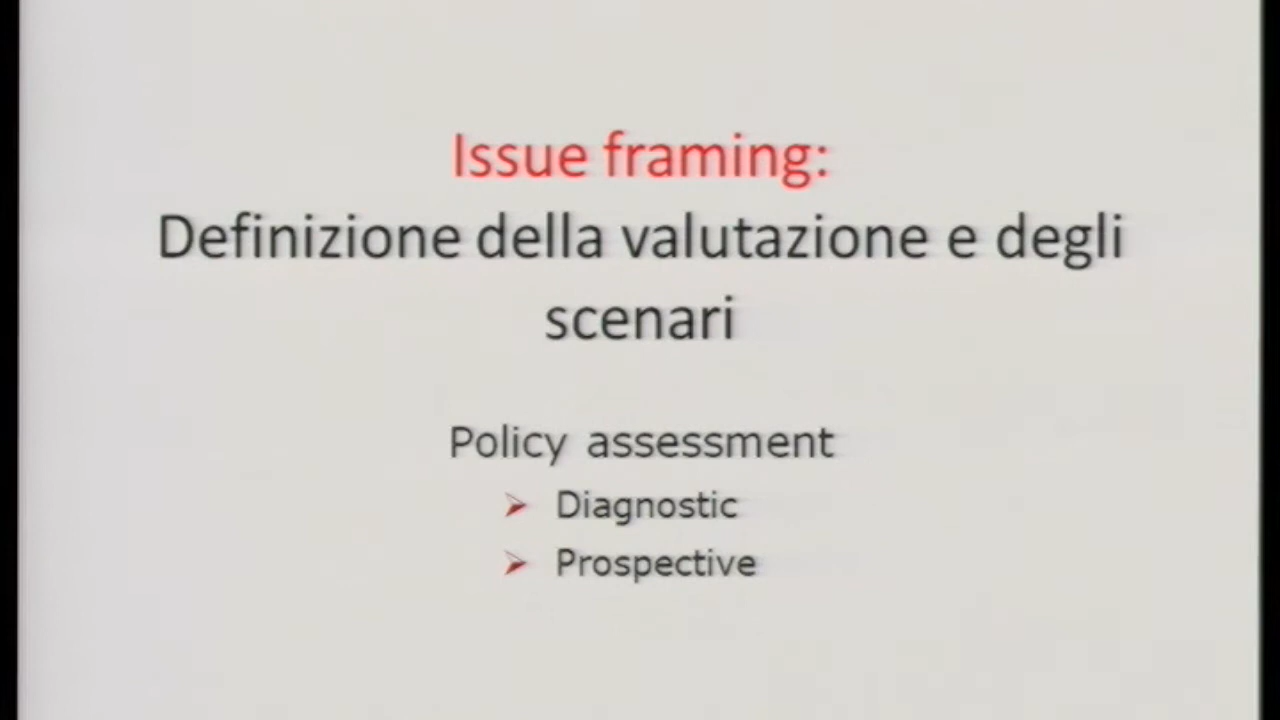 Issue framing:
Definizione della valutazione e degli
scenari
Policy assessment
Diagnostic
Prospective